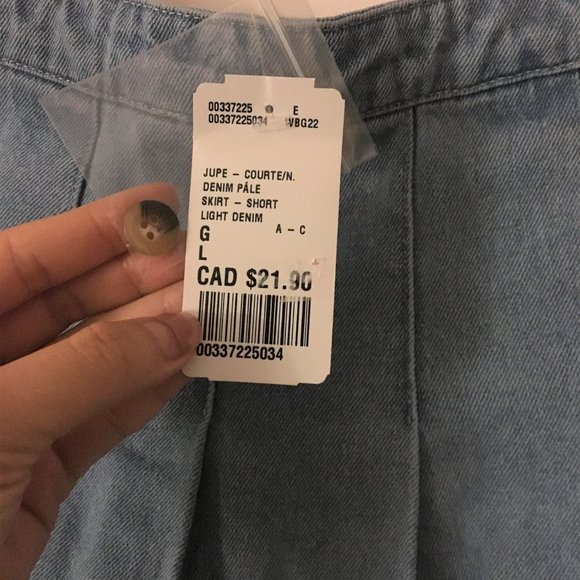 00337225 E
00337225034 WBG22
JUPE - COURTE/N.
DENIM PÂLE
SKIRT - SHORT
LIGHT DENIM
G A - C
L
CAD $21.90
00337225034